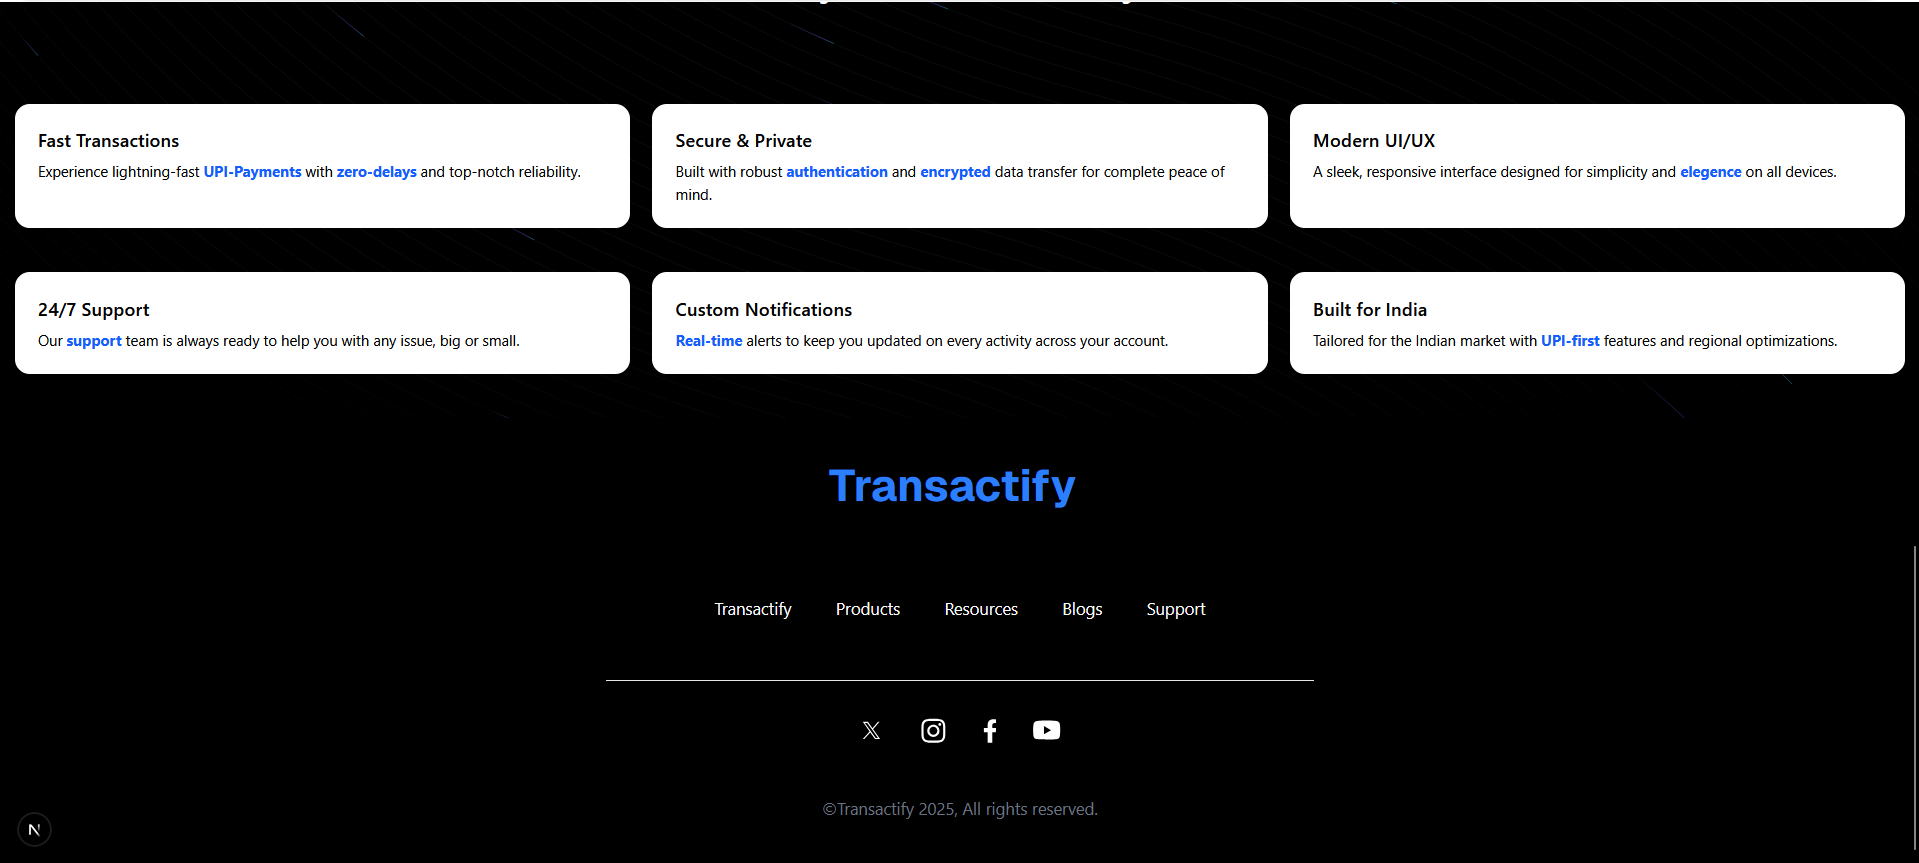 Fast Transactions
Experience lightning-fast UPI-Payments with zero-delays and top-notch reliability.
Secure & Private
Built with robust authentication and encrypted data transfer for complete peace of
mind.
Modern UI/UX
A sleek, responsive interface designed for simplicity and elegence on all devices.
24/7 Support
Our support team is always ready to help you with any issue, big or small.
Custom Notifications
Real-time alerts to keep you updated on every activity across your account.
Built for India
Tailored for the Indian market with UPI-first features and regional optimizations.
Transactify
Transactify Products Resources Blogs Support
©Transactify 2025, All rights reserved.
N